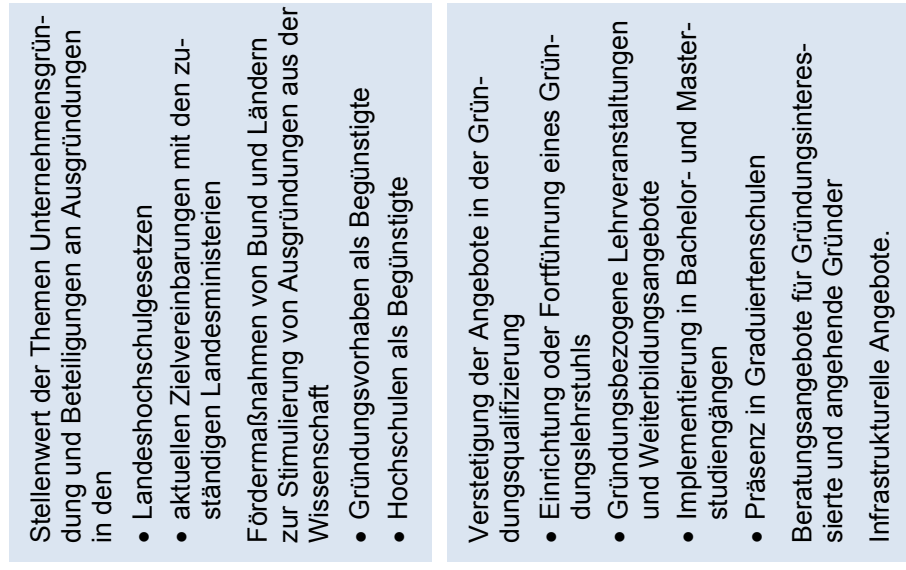 Stellenwert der Themen Unternehmensgrün-
dung und Beteiligungen an Ausgründungen
in den
• Landeshochschulgesetzen
• aktuellen Zielvereinbarungen mit den zu-
ständigen Landesministerien
Fördermaßnahmen von Bund und Ländern
zur Stimulierung von Ausgründungen aus der
Wissenschaft
• Gründungsvorhaben als Begünstigte
• Hochschulen als Begünstigte
Verstetigung der Angebote in der Grün-
dungsqualifizierung
• Einrichtung oder Fortführung eines Grün-
dungslehrstuhls
• Gründungsbezogene Lehrveranstaltungen
und Weiterbildungsangebote
• Implementierung in Bachelor- und Master-
studiengängen
• Präsenz in Graduiertenschulen
Beratungsangebote für Gründungsinteres-
sierte und angehende Gründer
Infrastrukturelle Angebote.